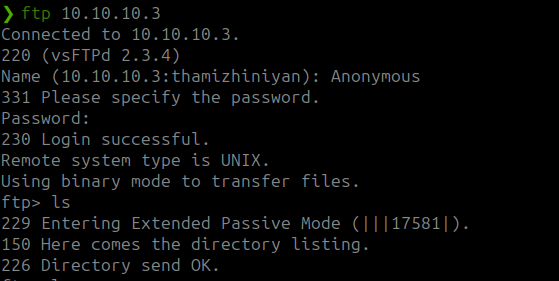 ❯ ftp 10.10.10.3
Connected to 10.10.10.3.
220 (vsFTPd 2.3.4)
Name (10.10.10.3:thamizhiniyan): Anonymous
331 Please specify the password.
Password:
230 Login successful.
Remote system type is UNIX.
Using binary mode to transfer files.
ftp> ls
229 Entering Extended Passive Mode (|||17581|).
150 Here comes the directory listing.
226 Directory send OK.